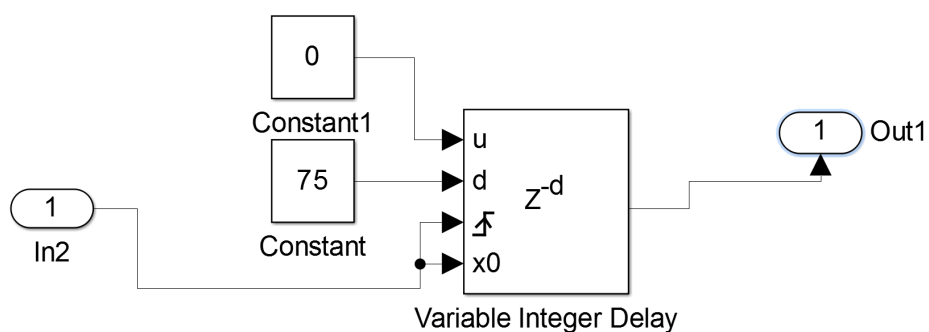 0
Constant1
75
Constant
1
In2
u
d
x0
Z-d
Variable Integer Delay
1
Out1